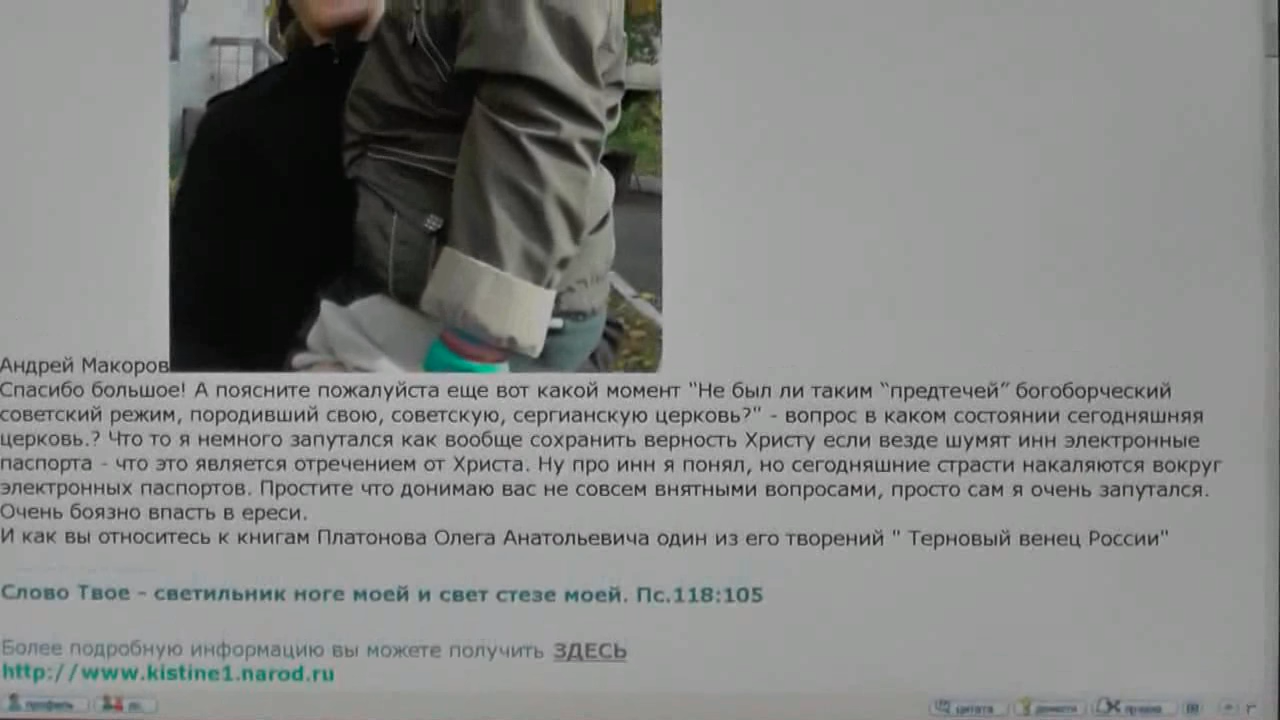 Андрей Макоров
Спасибо большое! А поясните пожалуйста еще вот какой момент "Не был ли таким "предтечей" богоборческий
советский режим, породивший свою, советскую, сергианскую церковь?" - вопрос в каком состоянии сегодняшняя
церковь.? Что то я немного запутался как вообще сохранить верность Христу если везде шумят инн электронные
паспорта - что это является отречением от Христа. Ну про инн я понял, но сегодняшние страсти накаляются вокруг
электронных паспортов. Простите что донимаю вас не совсем внятными вопросами, просто сам я очень запутался.
Очень боязно впасть в ереси.
И как вы относитесь к книгам Платонова Олега Анатольевича один из его творений " Терновый венец России"
Слово Твое - светильник ноге моей и свет стезе моей. Пс.118:105
Более подробную информацию вы можете получить ЗДЕСЬ
http://www.kistine1.narod.ru
профиль цитата